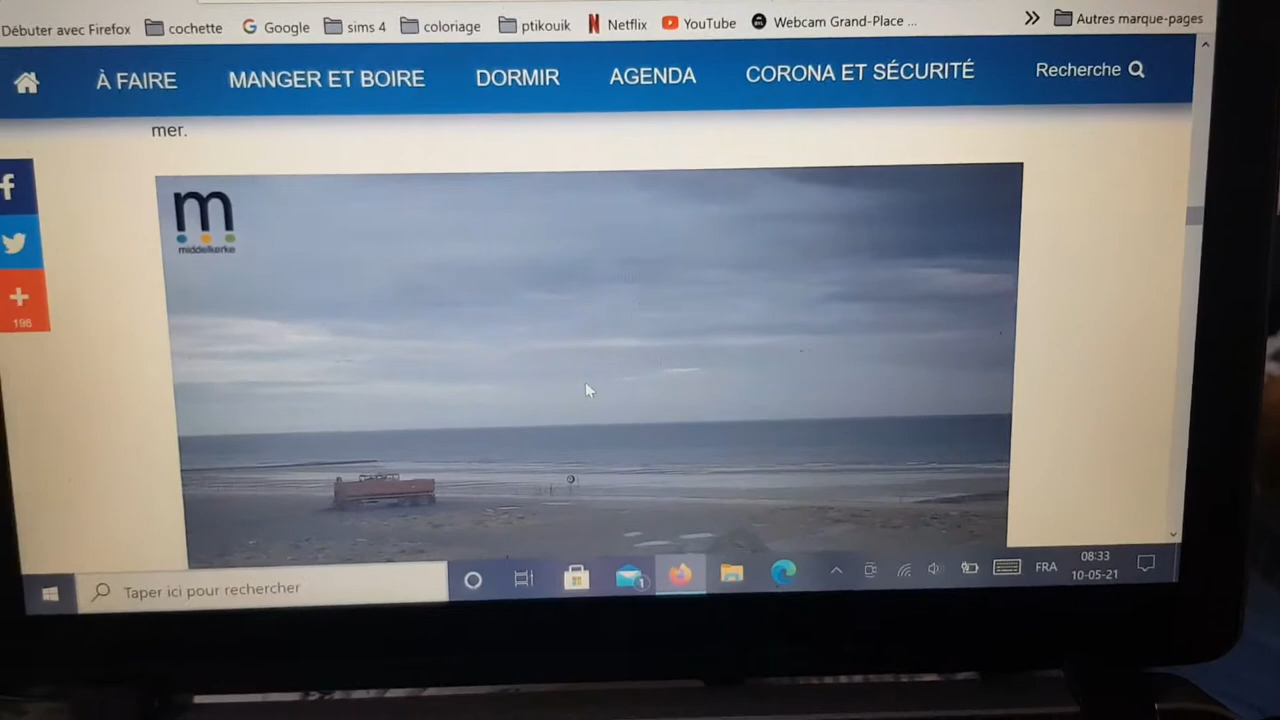 Débuter avec Firefox cochette Google sims 4 coloriage ptikouik Netflix YouTube Webcam Grand-Place ... Autres marque-pages
À FAIRE MANGER ET BOIRE DORMIR AGENDA CORONA ET SÉCURITÉ Recherche
mer.
m
middelkerke
196
Taper ici pour rechercher 1 FRA 08:33
10-05-21